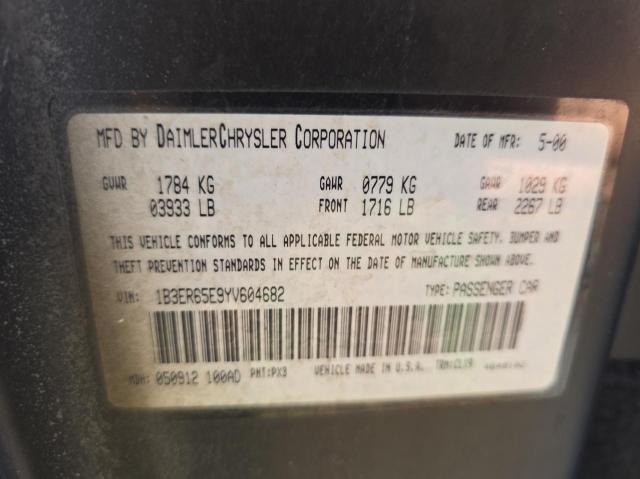 MFD BY DAIMLERCHRYSLER CORPORATION DATE OF MFR: 5-00
GVWR 1784 KG GAWR 0779 KG GAWR 1029 KG
03933 LB FRONT 1716 LB REAR 2267 LB
THIS VEHICLE CONFORMS TO ALL APPLICABLE FEDERAL MOTOR VEHICLE SAFETY, BUMPER AND
THEFT PREVENTION STANDARDS IN EFFECT ON THE DATE OF MANUFACTURE SHOWN ABOVE.
VIN: 1B3ER65E9YV604682 TYPE: PASSENGER CAR
MDH: 050912 100AD PNT:PX3 VEHICLE MADE IN U.S.A. TRM:CLX9